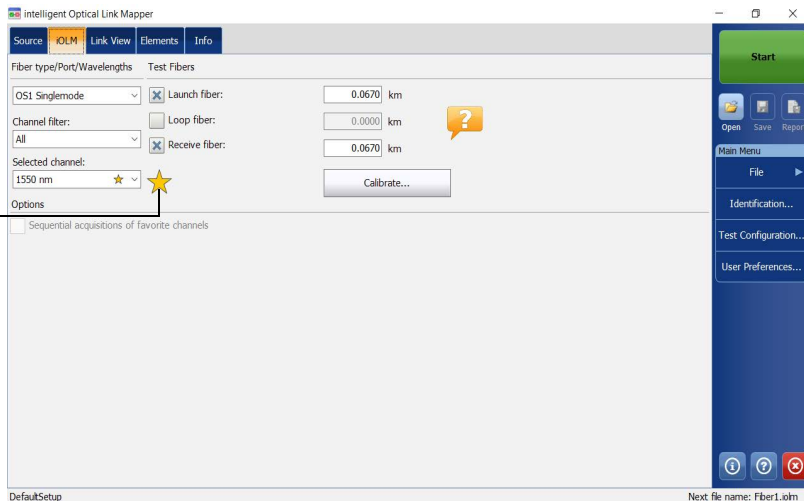 intelligent Optical Link Mapper
Source iOLM Link View Elements Info
Fiber type/Port/Wavelengths Test Fibers
OS1 Singlemode
Launch fiber: 0.0670 km
Channel filter:
Loop fiber: 0.0000 km
All
Receive fiber: 0.0670 km
Selected channel:
1550 nm
Calibrate...
Options
Sequential acquisitions of favorite channels
Start
Open Save Repor
Main Menu
File
Identification...
Test Configuration...
User Preferences...
DefaultSetup
Next file name: Fiber1.iolm